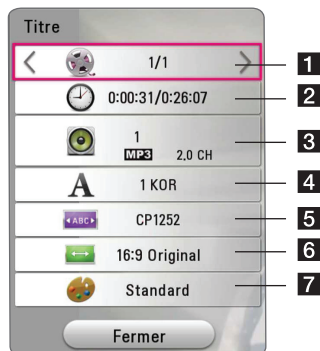 Titre
1/1 1
0:00:31/0:26:07 2
1 3
MP3 2.0 CH
A 1 KOR 4
ABC CP1252 5
16:9 Original 6
Standard 7
Fermer